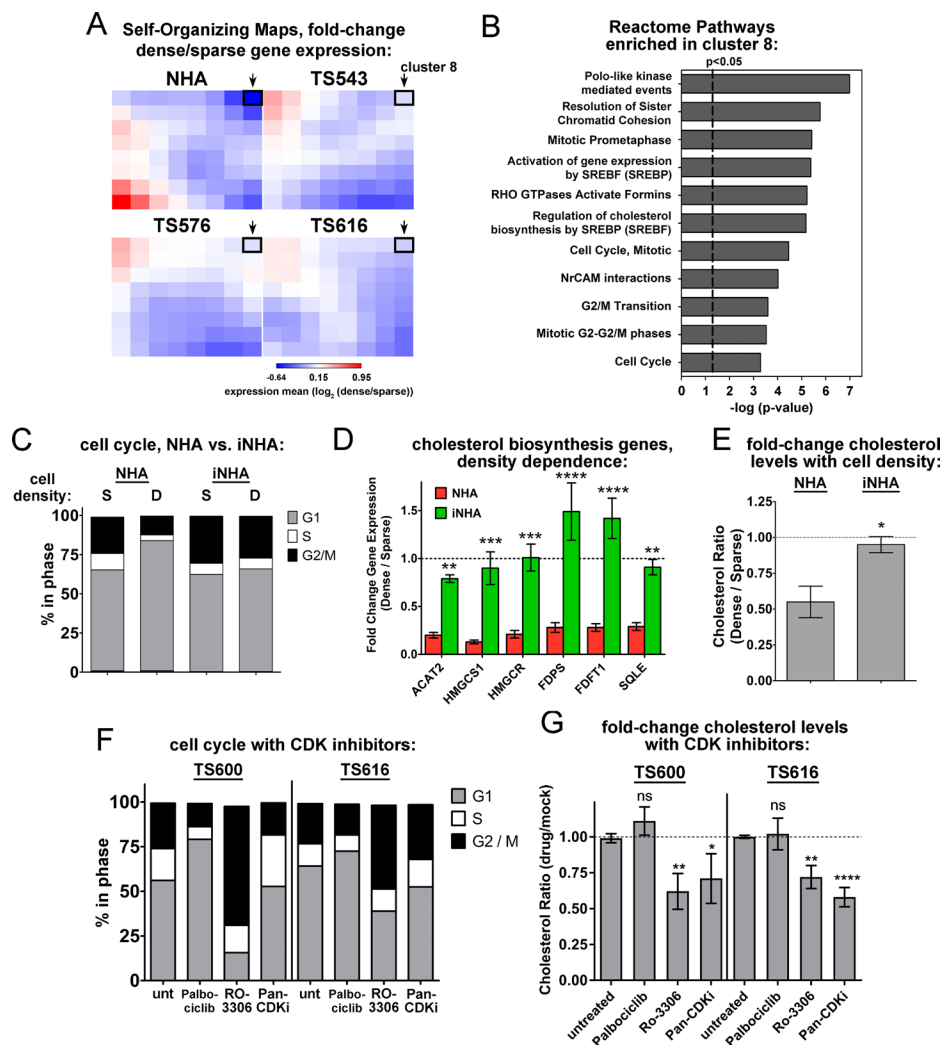 A
Self-Organizing Maps, fold-change
dense/sparse gene expression:
cluster 8
NHA
TS543
TS576
TS616
-0.64 0.15 0.95
expression mean (log2 (dense/sparse))
B
Reactome Pathways
enriched in cluster 8:
p<0.05
Polo-like kinase
mediated events
Resolution of Sister
Chromatid Cohesion
Mitotic Prometaphase
Activation of gene expression
by SREBF (SREBP)
RHO GTPases Activate Formins
Regulation of cholesterol
biosynthesis by SREBP (SREBF)
Cell Cycle, Mitotic
NrCAM interactions
G2/M Transition
Mitotic G2-G2/M phases
Cell Cycle
0 1 2 3 4 5 6 7 8
-log (p-value)
C
cell cycle, NHA vs. iNHA:
NHA iNHA
cell
density: S D S D
100
75
50
25
0
% in phase
G1
S
G2/M
D
cholesterol biosynthesis genes,
density dependence:
NHA
iNHA
Fold Change Gene Expression
(Dense / Sparse)
1.5
1.0
0.5
0.0
** *** *** **** **** **
ACAT2
HMGCS1
HMGCR
FDPS
FDFT1
SQLE
E
fold-change cholesterol
levels with cell density:
NHA iNHA
Cholesterol Ratio
(Dense / Sparse)
1.25
1.00
0.75
0.50
0.25
0.00
*
F
cell cycle with CDK inhibitors:
TS600 TS616
100
75
50
25
0
% in phase
G1
S
G2 / M
unt
Palbo-
ciclib
RO-
3306
Pan-
CDKi
unt
Palbo-
ciclib
RO-
3306
Pan-
CDKi
G
fold-change cholesterol levels
with CDK inhibitors:
TS600 TS616
Cholesterol Ratio (drug/mock)
1.00
0.75
0.50
0.25
0.00
ns ** * ns ** ****
untreated
Palbociclib
Ro-3306
Pan-CDKi
untreated
Palbociclib
Ro-3306
Pan-CDKi